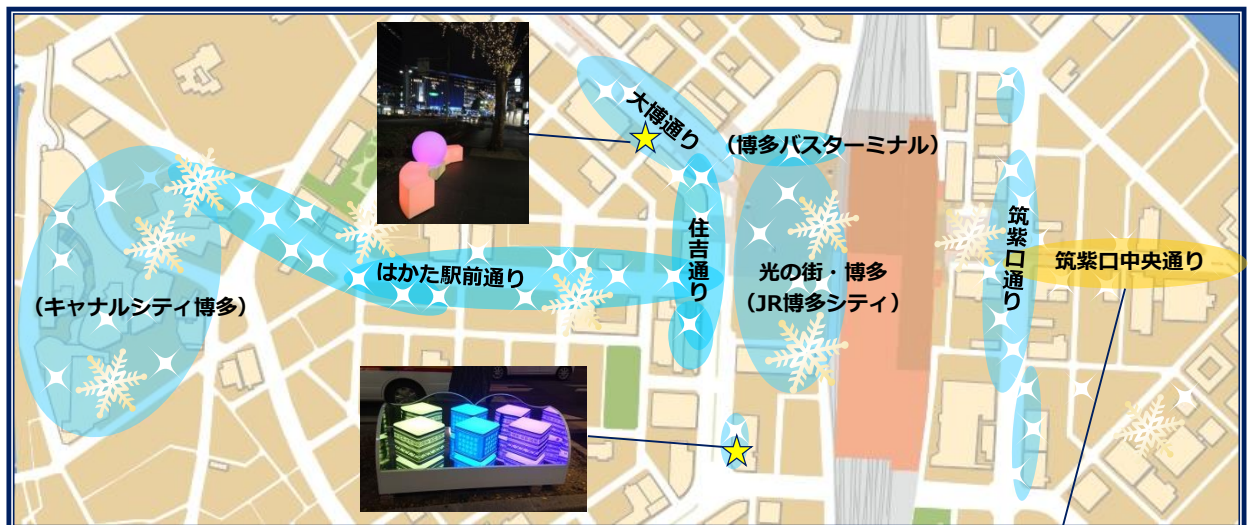 大博通り
（博多バスターミナル）
住吉通り
筑紫口通り
はかた駅前通り
光の街・博多
（JR博多シティ）
筑紫口中央通り
（キャナルシティ博多）